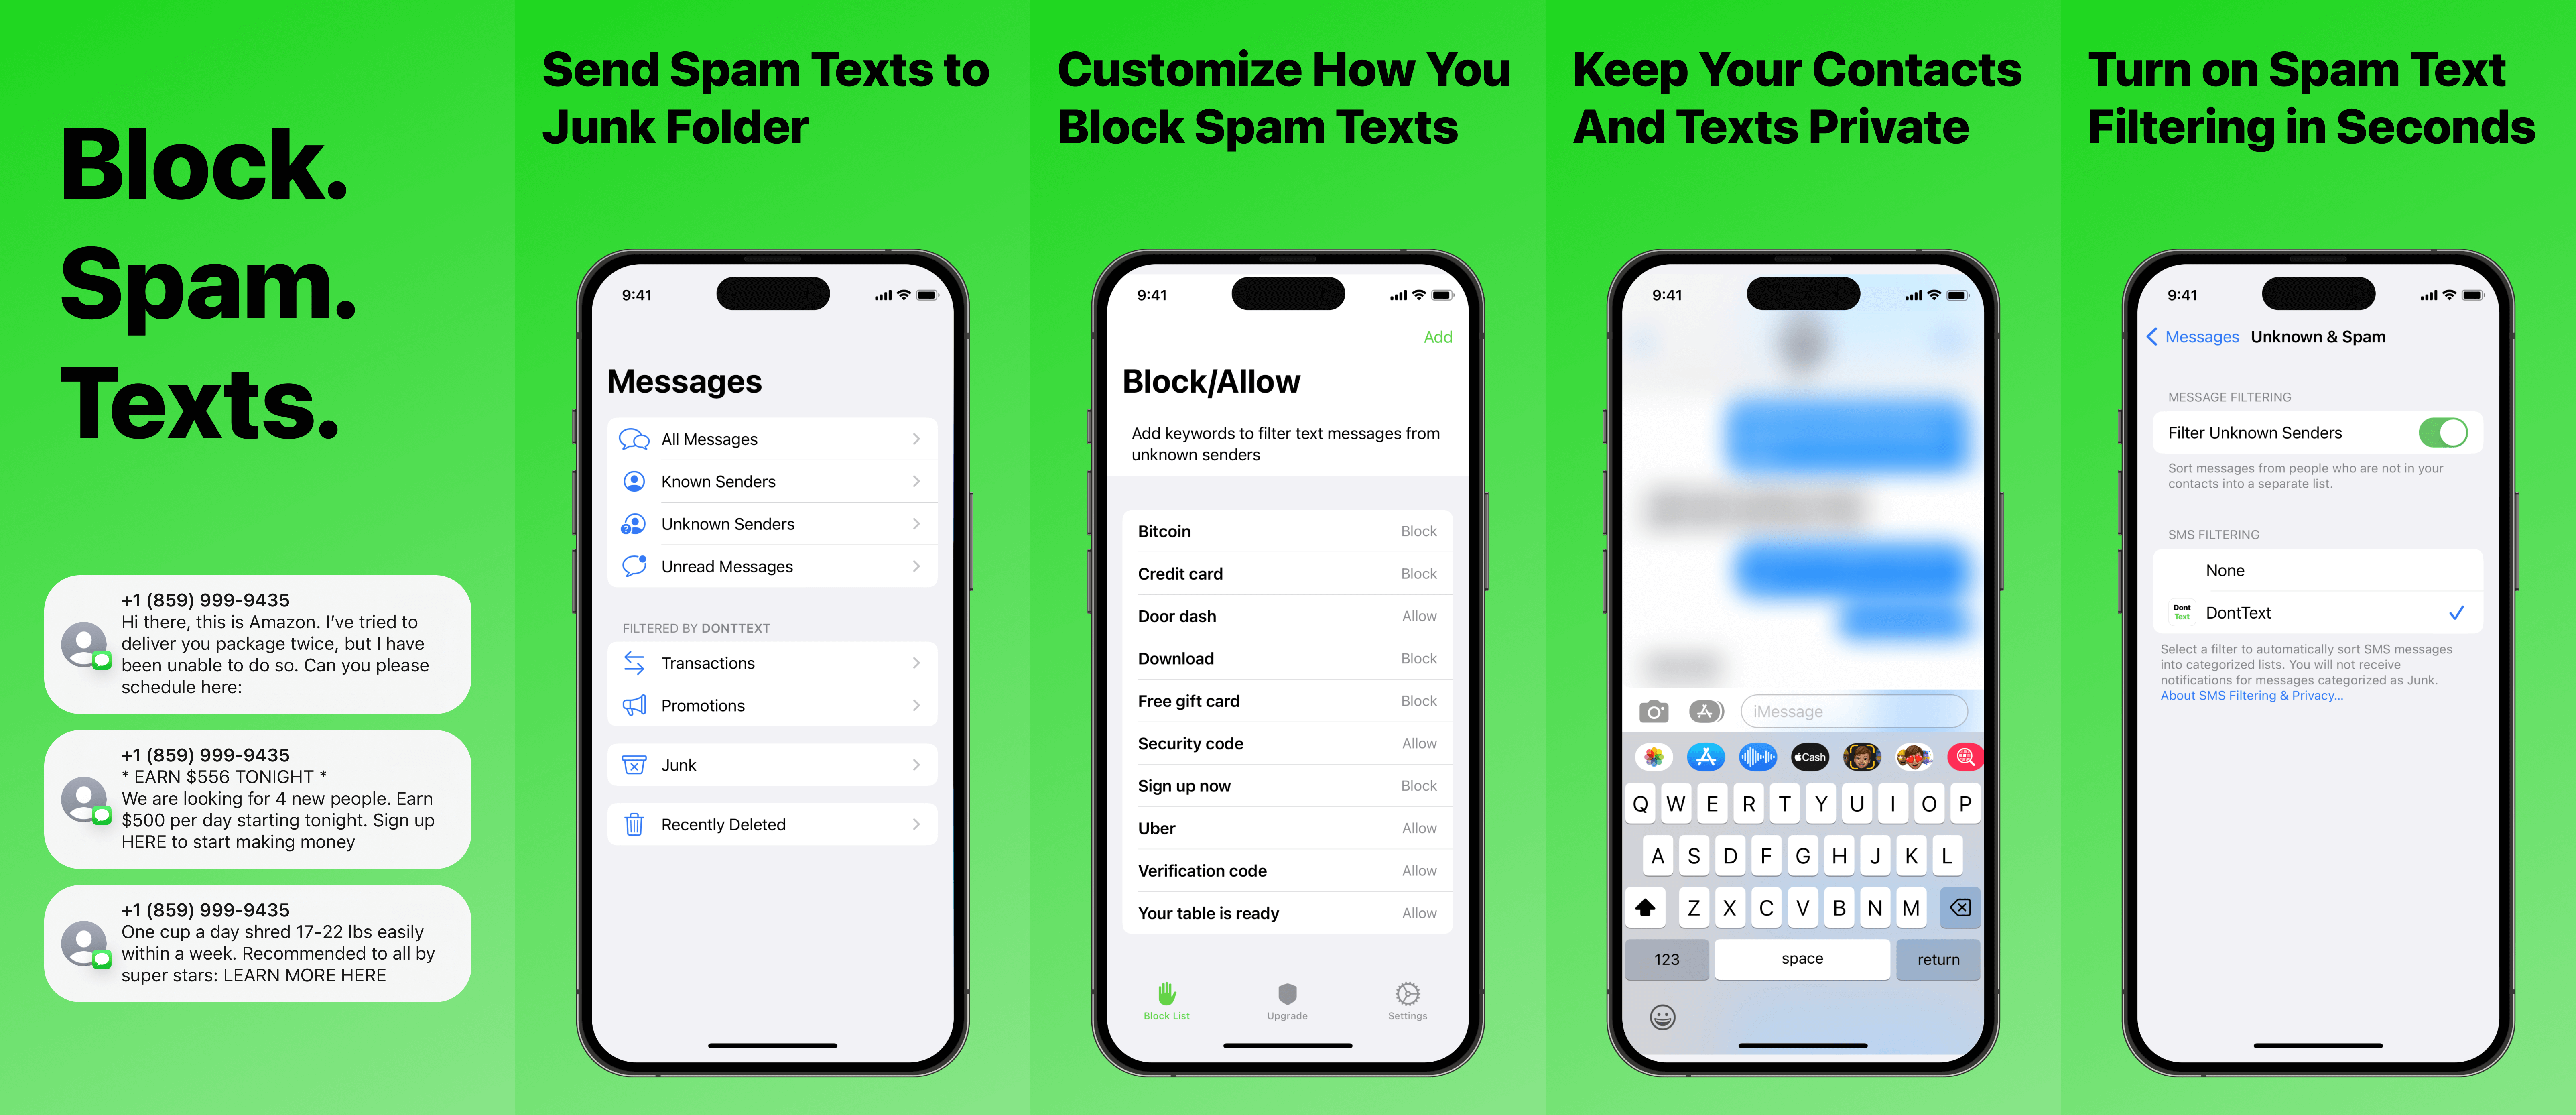 Block.
Spam.
Texts.
+1 (859) 999-9435
Hi there, this is Amazon. I've tried to
deliver you package twice, but I have
been unable to do so. Can you please
schedule here:
+1 (859) 999-9435
* EARN $556 TONIGHT *
We are looking for 4 new people. Earn
$500 per day starting tonight. Sign up
HERE to start making money
+1 (859) 999-9435
One cup a day shred 17-22 lbs easily
within a week. Recommended to all by
super stars: LEARN MORE HERE
Send Spam Texts to
Junk Folder
9:41
Messages
All Messages
Known Senders
Unknown Senders
Unread Messages
FILTERED BY DONTTEXT
Transactions
Promotions
Junk
Recently Deleted
Customize How You
Block Spam Texts
9:41
Add
Block/Allow
Add keywords to filter text messages from
unknown senders
Bitcoin Block
Credit card Block
Door dash Allow
Download Block
Free gift card Block
Security code Allow
Sign up now Block
Uber Allow
Verification code Allow
Your table is ready Allow
Block List Upgrade Settings
Keep Your Contacts
And Texts Private
9:41
iMessage
Cash
Q W E R T Y U I O P
A S D F G H J K L
Z X C V B N M
123 space return
Turn on Spam Text
Filtering in Seconds
9:41
Messages Unknown & Spam
MESSAGE FILTERING
Filter Unknown Senders
Sort messages from people who are not in your
contacts into a separate list.
SMS FILTERING
None
Dont
Text
DontText
Select a filter to automatically sort SMS messages
into categorized lists. You will not receive
notifications for messages categorized as Junk.
About SMS Filtering & Privacy...